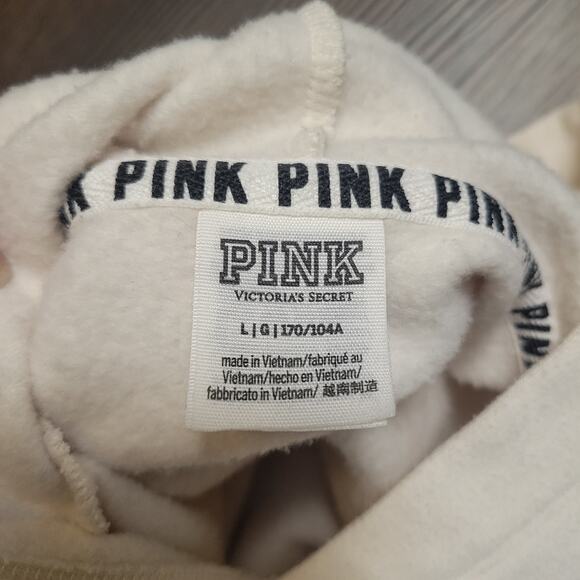 PINK PINK PINK PINK
PINK
VICTORIA'S SECRET
L | G | 170/104A
made in Vietnam/fabriqué au
Vietnam/hecho en Vietnam/
fabbricato in Vietnam/ 越南制造